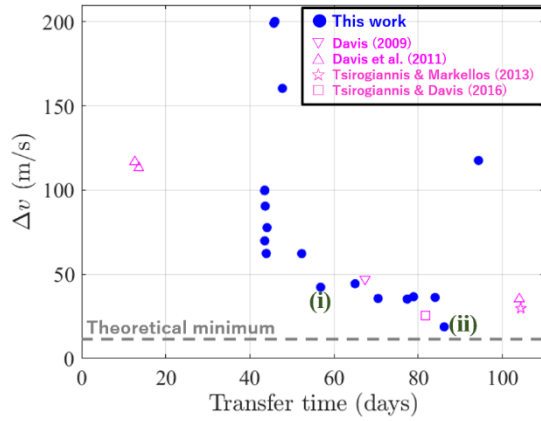 This work
Davis (2009)
Davis et al. (2011)
Tsirogiannis & Markellos (2013)
Tsirogiannis & Davis (2016)
200
150
100
50
0
Δv (m/s)
(i)
(ii)
Theoretical minimum
0 20 40 60 80 100
Transfer time (days)